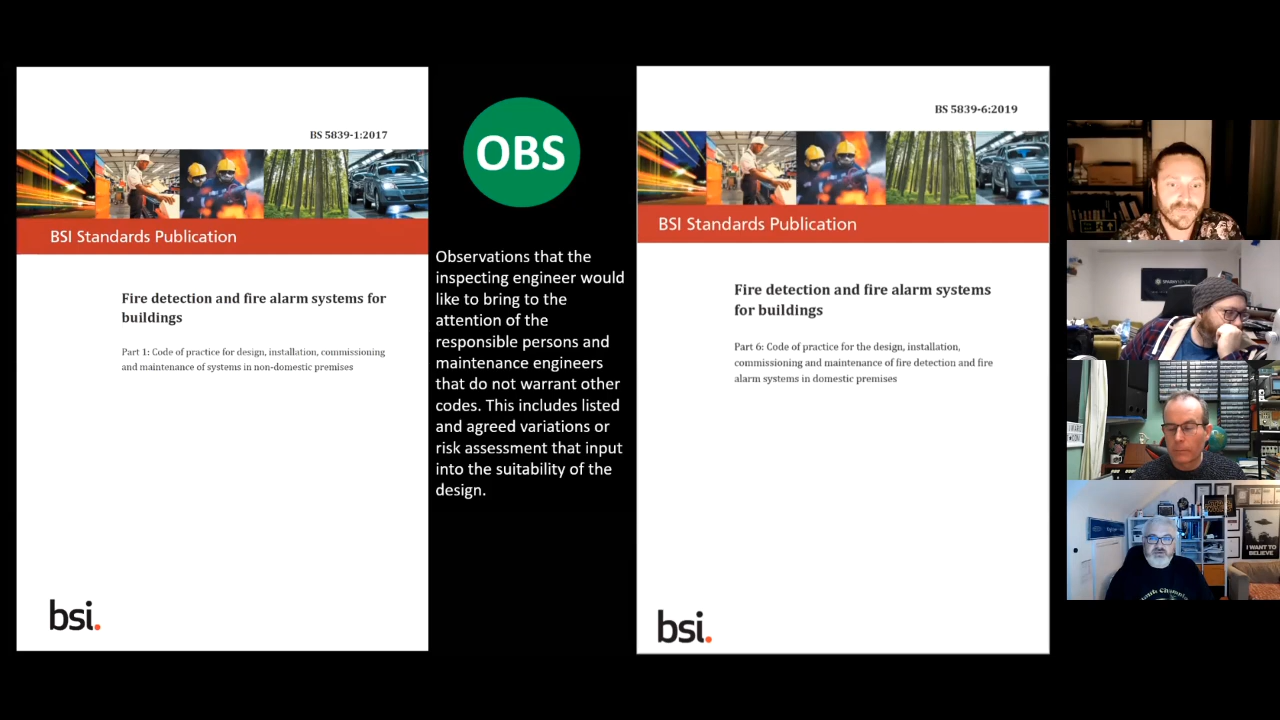 BS 5839-1:2017
BSI Standards Publication
Fire detection and fire alarm systems for
buildings
Part 1: Code of practice for design, installation, commissioning
and maintenance of systems in non-domestic premises
bsi.
OBS
Observations that the
inspecting engineer would
like to bring to the
attention of the
responsible persons and
maintenance engineers
that do not warrant other
codes. This includes listed
and agreed variations or
risk assessment that input
into the suitability of the
design.
BS 5839-6:2019
BSI Standards Publication
Fire detection and fire alarm systems
for buildings
Part 6: Code of practice for the design, installation,
commissioning and maintenance of fire detection and fire
alarm systems in domestic premises
bsi.
I WANT TO
BELIEVE